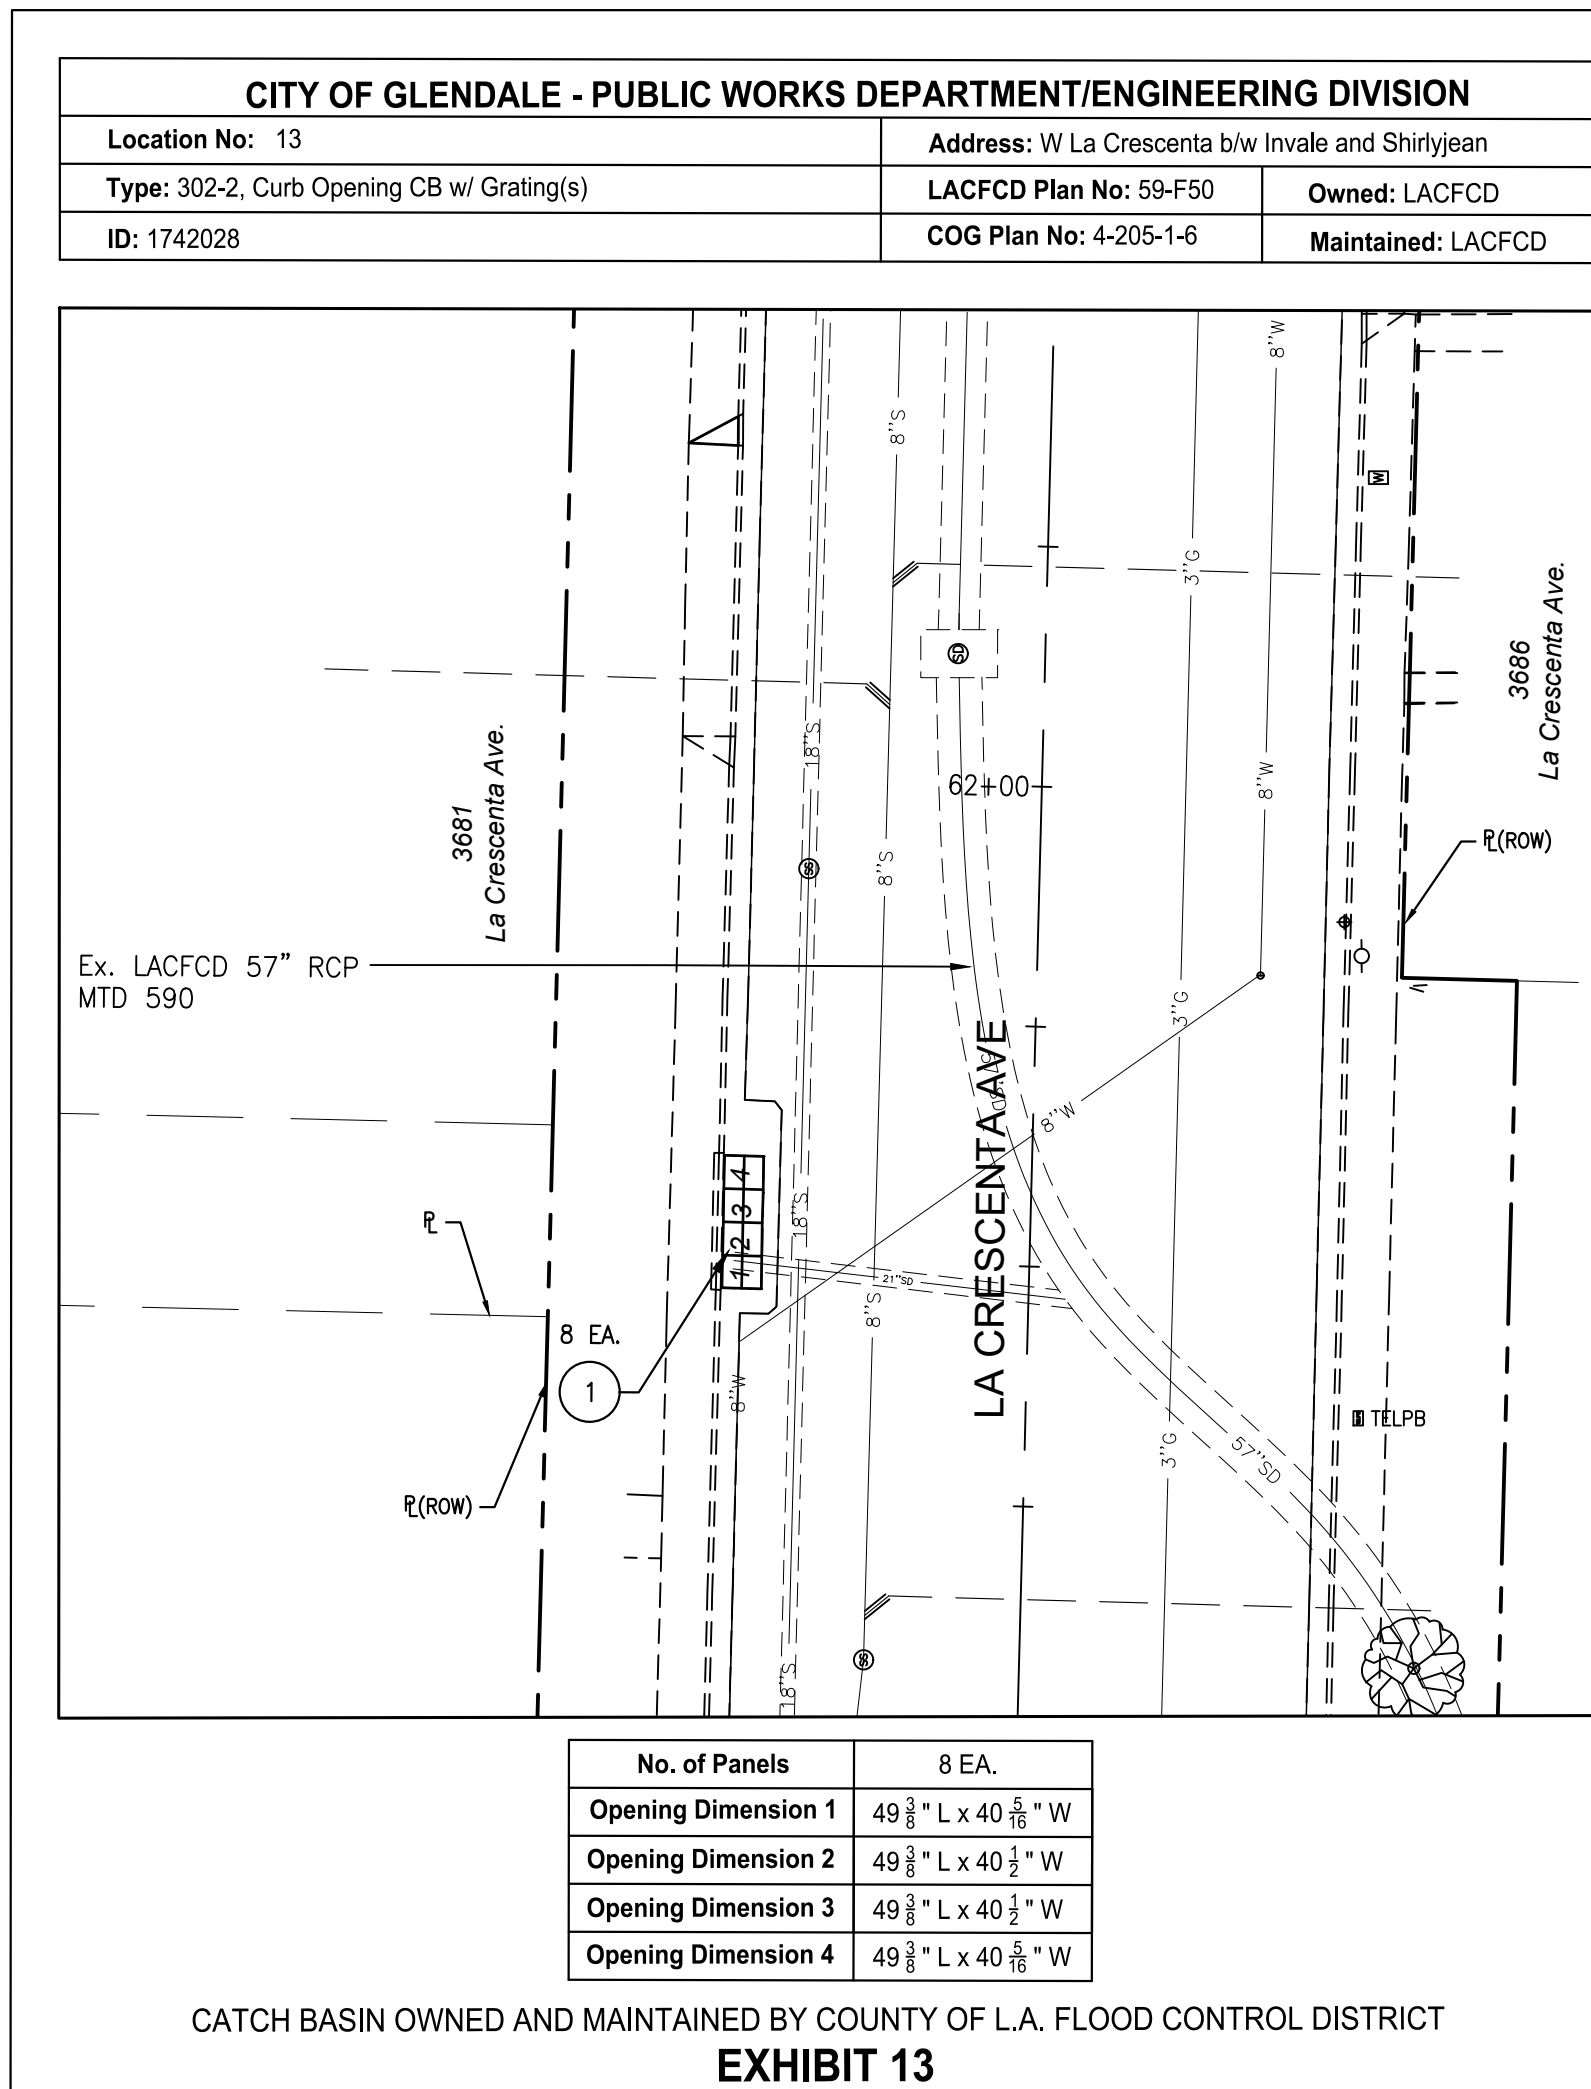 CITY OF GLENDALE - PUBLIC WORKS DEPARTMENT/ENGINEERING DIVISION
Location No: 13
Address: W La Crescenta b/w Invale and Shirlyjean
Type: 302-2, Curb Opening CB w/ Grating(s)
LACFCD Plan No: 59-F50
Owned: LACFCD
ID: 1742028
COG Plan No: 4-205-1-6
Maintained: LACFCD
8"W
8"S
W
3"G
3686
La Crescenta Ave.
SD
18"S
62+00
8"W
3681
La Crescenta Ave.
SS
8"S
PL(ROW)
Ex. LACFCD 57” RCP
MTD 590
3"G
V
57"SD
LA CRESCENTA AVE
8"W
1 2 3 4
18"S
PL
21"SD
8"S
8 EA.
1
8"W
TELPB
3"G
57"SD
PL(ROW)
SS
18"S
No. of Panels 8 EA.
Opening Dimension 1 49 3/8 " L x 40 5/16 " W
Opening Dimension 2 49 3/8 " L x 40 1/2 " W
Opening Dimension 3 49 3/8 " L x 40 1/2 " W
Opening Dimension 4 49 3/8 " L x 40 5/16 " W
CATCH BASIN OWNED AND MAINTAINED BY COUNTY OF L.A. FLOOD CONTROL DISTRICT
EXHIBIT 13